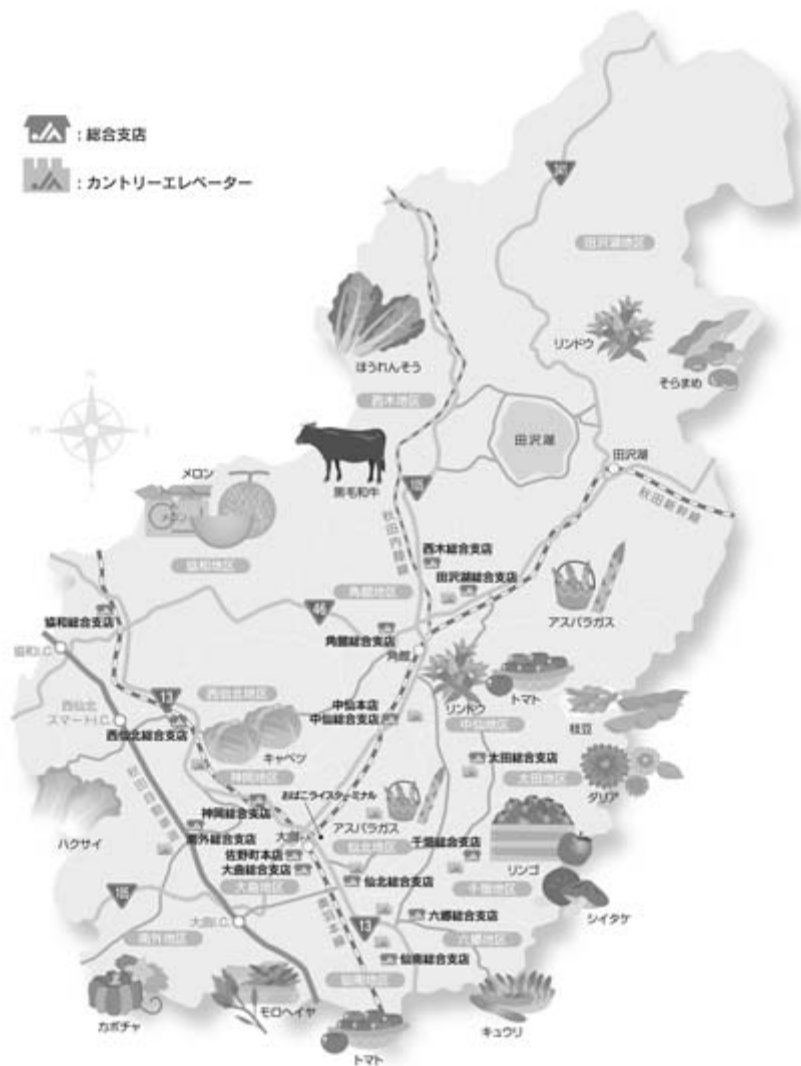 ：総合支店
：カントリーエレベーター
N
W
E
S
341
田沢湖地区
リンドウ
そらまめ
ほうれんそう
西木地区
田沢湖
田沢湖
秋田新幹線
黒毛和牛
105
秋田内陸線
メロン
協和地区
西木総合支店
田沢湖総合支店
角館地区
46
アスパラガス
協和総合支店
協和I.C.
角館総合支店
角館
リンドウ
トマト
枝豆
中仙地区
13
西仙北地区
西仙北
スマートI.C.
西仙北総合支店
中仙本店
中仙総合支店
キャベツ
太田総合支店
太田地区
ダリア
神岡地区
おばこライスターミナル
秋田自動車道
神岡総合支店
ハクサイ
南外総合支店
大曲
アスパラガス
仙北地区
千畑総合支店
リンゴ
佐野町本店
大曲総合支店
大曲地区
仙北総合支店
千畑地区
シイタケ
105
大曲I.C.
奥羽本線
13
六郷総合支店
六郷地区
南外地区
仙南総合支店
仙南地区
カボチャ
モロヘイヤ
キュウリ
トマト